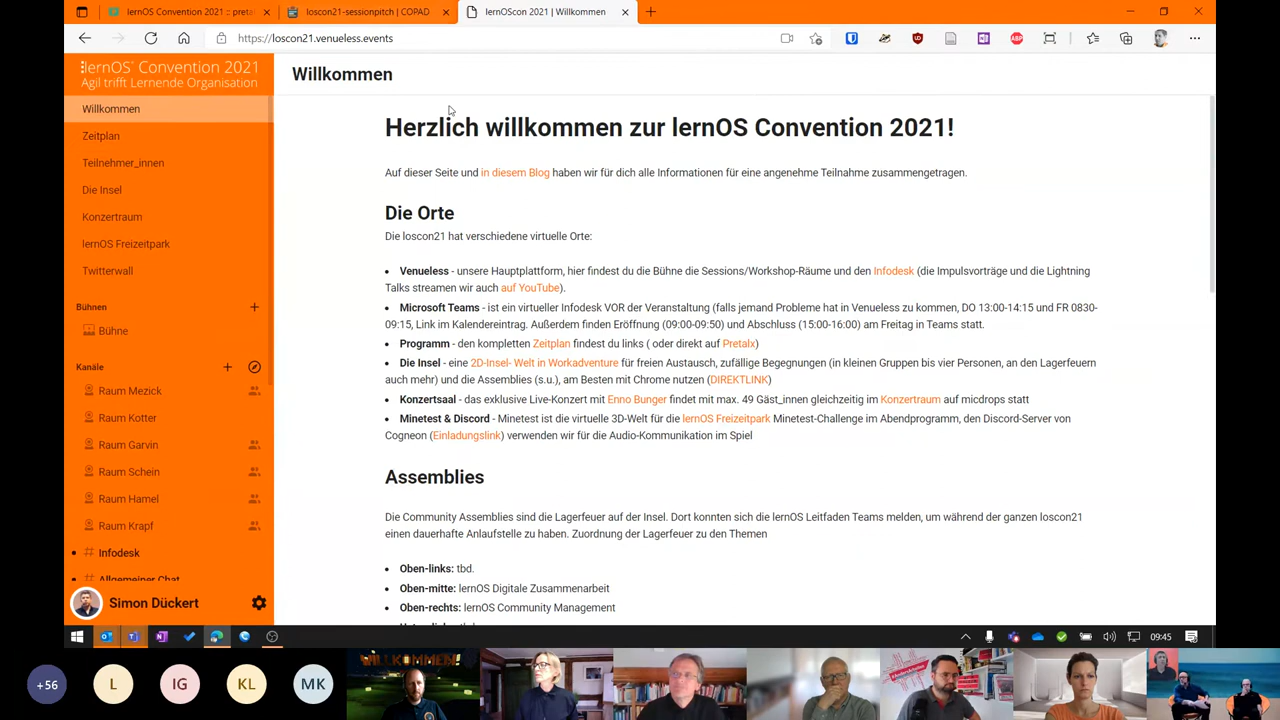 lernOS Convention 2021 :: preta
loscon21-sessionpitch | COPAD
lernOScon 2021 | Willkommen
https://loscon21.venueless.events
lernOS Convention 2021
Agil trifft Lernende Organisation
Willkommen
Zeitplan
Teilnehmer_innen
Die Insel
Konzertraum
lernOS Freizeitpark
Twitterwall
Bühnen
Bühne
Kanäle
Raum Mezick
Raum Kotter
Raum Garvin
Raum Schein
Raum Hamel
Raum Krapf
# Infodesk
# Allgemeiner Chat
Simon Dückert
Willkommen
Herzlich willkommen zur lernOS Convention 2021!
Auf dieser Seite und in diesem Blog haben wir für dich alle Informationen für eine angenehme Teilnahme zusammengetragen.
Die Orte
Die loscon21 hat verschiedene virtuelle Orte:
• Venueless - unsere Hauptplattform, hier findest du die Bühne die Sessions/Workshop-Räume und den Infodesk (die Impulsvorträge und die Lightning
Talks streamen wir auch auf YouTube).
• Microsoft Teams - ist ein virtueller Infodesk VOR der Veranstaltung (falls jemand Probleme hat in Venueless zu kommen, DO 13:00-14:15 und FR 0830-
09:15, Link im Kalendereintrag. Außerdem finden Eröffnung (09:00-09:50) und Abschluss (15:00-16:00) am Freitag in Teams statt.
• Programm - den kompletten Zeitplan findest du links ( oder direkt auf Pretalx)
• Die Insel - eine 2D-Insel- Welt in Workadventure für freien Austausch, zufällige Begegnungen (in kleinen Gruppen bis vier Personen, an den Lagerfeuern
auch mehr) und die Assemblies (s.u.), am Besten mit Chrome nutzen (DIREKTLINK)
• Konzertsaal - das exklusive Live-Konzert mit Enno Bunger findet mit max. 49 Gäst_innen gleichzeitig im Konzertraum auf micdrops statt
• Minetest & Discord - Minetest ist die virtuelle 3D-Welt für die lernOS Freizeitpark Minetest-Challenge im Abendprogramm, den Discord-Server von
Cogneon (Einladungslink) verwenden wir für die Audio-Kommunikation im Spiel
Assemblies
Die Community Assemblies sind die Lagerfeuer auf der Insel. Dort konnten sich die lernOS Leitfaden Teams melden, um während der ganzen loscon21
einen dauerhafte Anlaufstelle zu haben. Zuordnung der Lagerfeuer zu den Themen
• Oben-links: tbd.
• Oben-mitte: lernOS Digitale Zusammenarbeit
• Oben-rechts: lernOS Community Management
09:45
+56
L
IG
KL
MK
WILLKOMMEN!